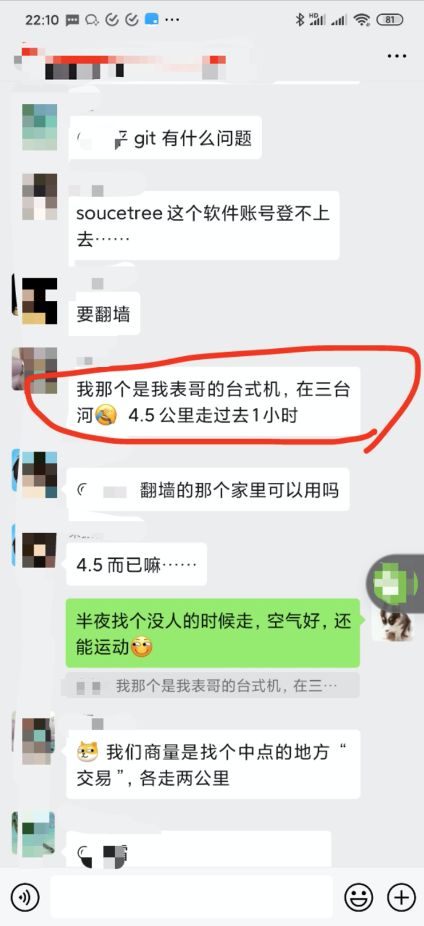 22:10
HD
81
git 有什么问题
soucetree 这个软件账号登不上
去……
要翻墙
我那个是我表哥的台式机，在三台
河 4.5 公里走过去1小时
翻墙的那个家里可以用吗
4.5 而已嘛……
半夜找个没人的时候走，空气好，还
能运动
我那个是我表哥的台式机，在三…
我们商量是找个中点的地方 “
交易”，各走两公里